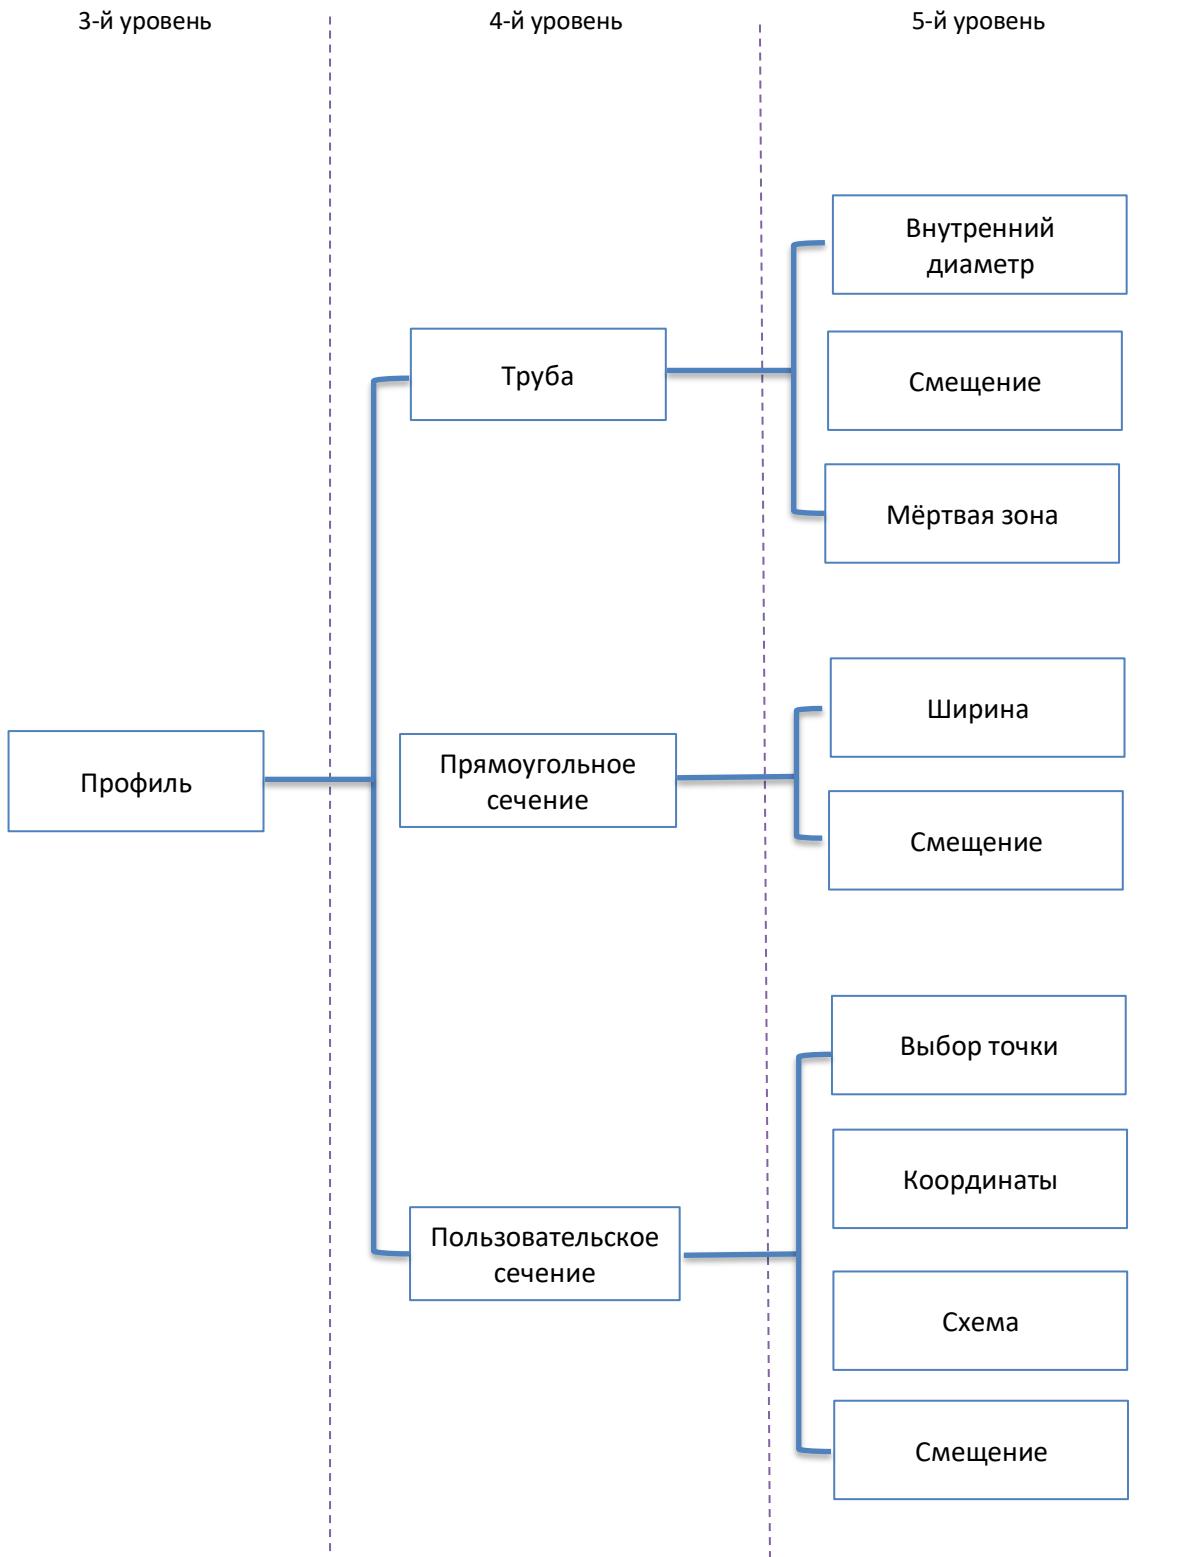 3-й уровень
4-й уровень
5-й уровень
Внутренний
диаметр
Труба
Смещение
Мёртвая зона
Ширина
Профиль
Прямоугольное
сечение
Смещение
Выбор точки
Координаты
Пользовательское
сечение
Схема
Смещение